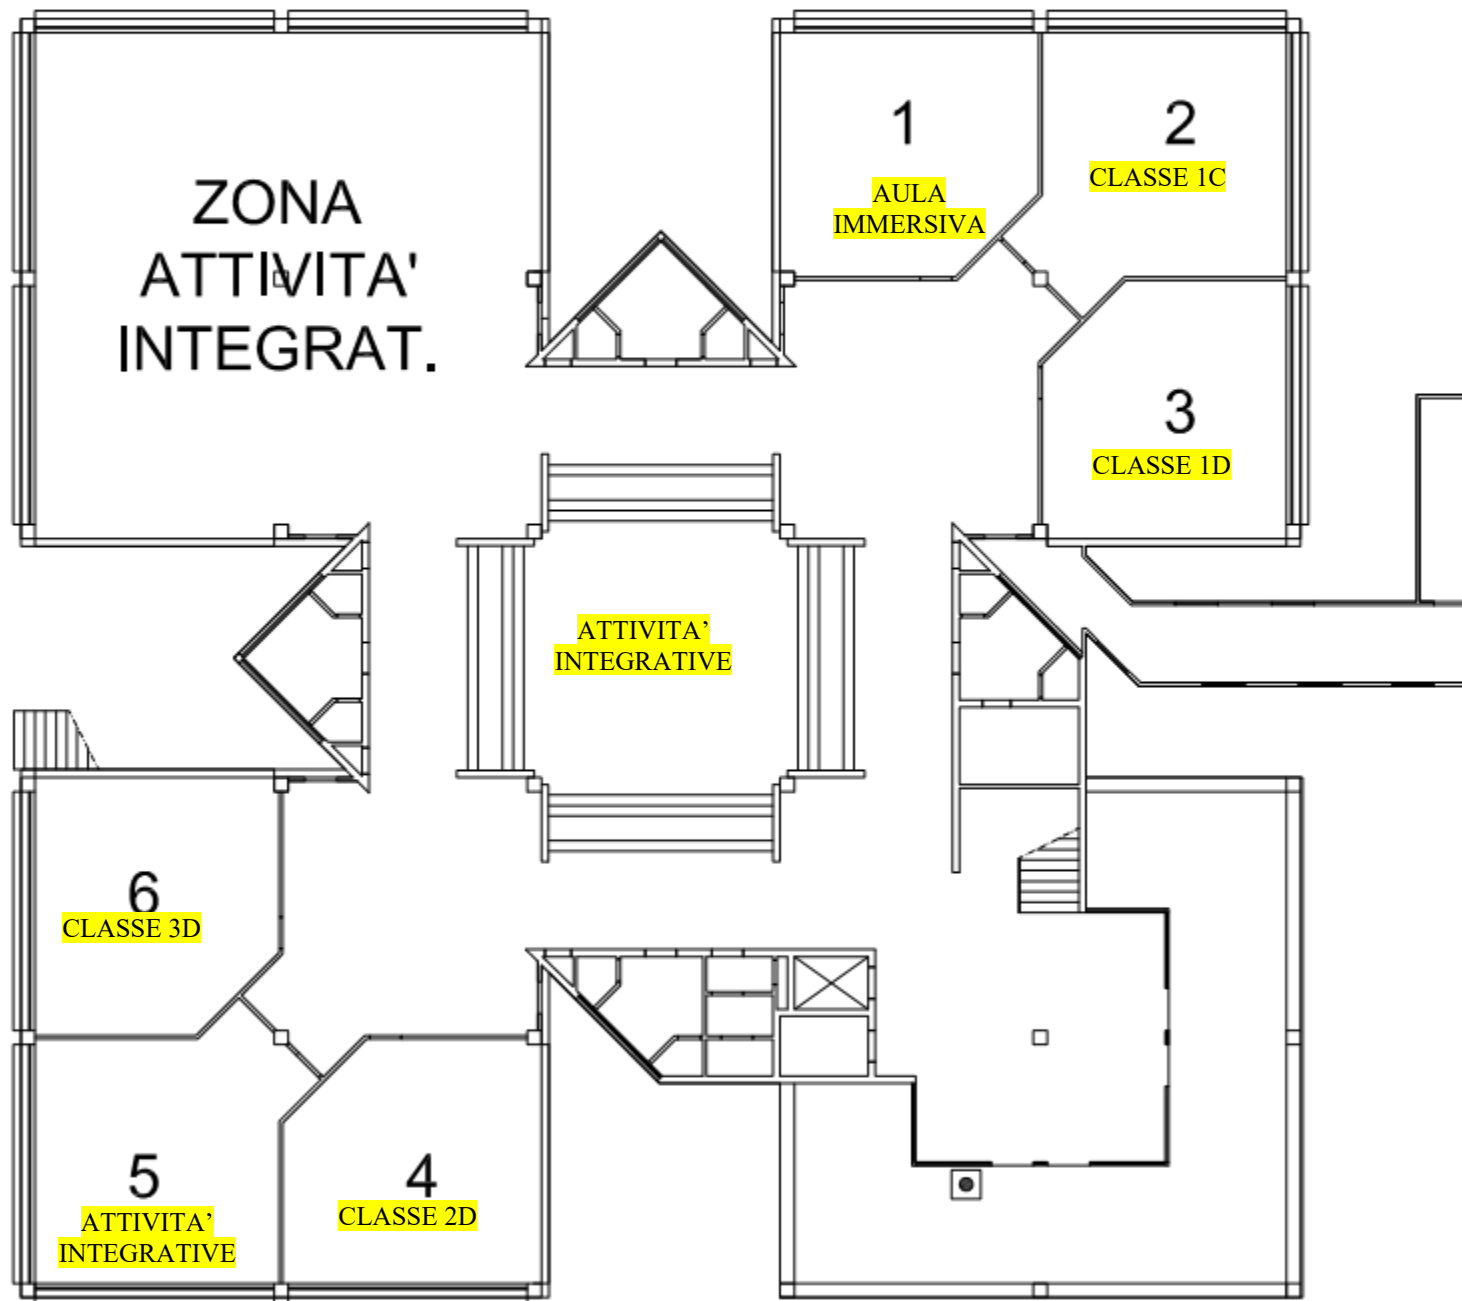 1
AULA
IMMERSIVA
2
CLASSE 1C
ZONA
ATTIVITA'
INTEGRAT.
3
CLASSE 1D
ATTIVITA’
INTEGRATIVE
6
CLASSE 3D
5
ATTIVITA’
INTEGRATIVE
4
CLASSE 2D